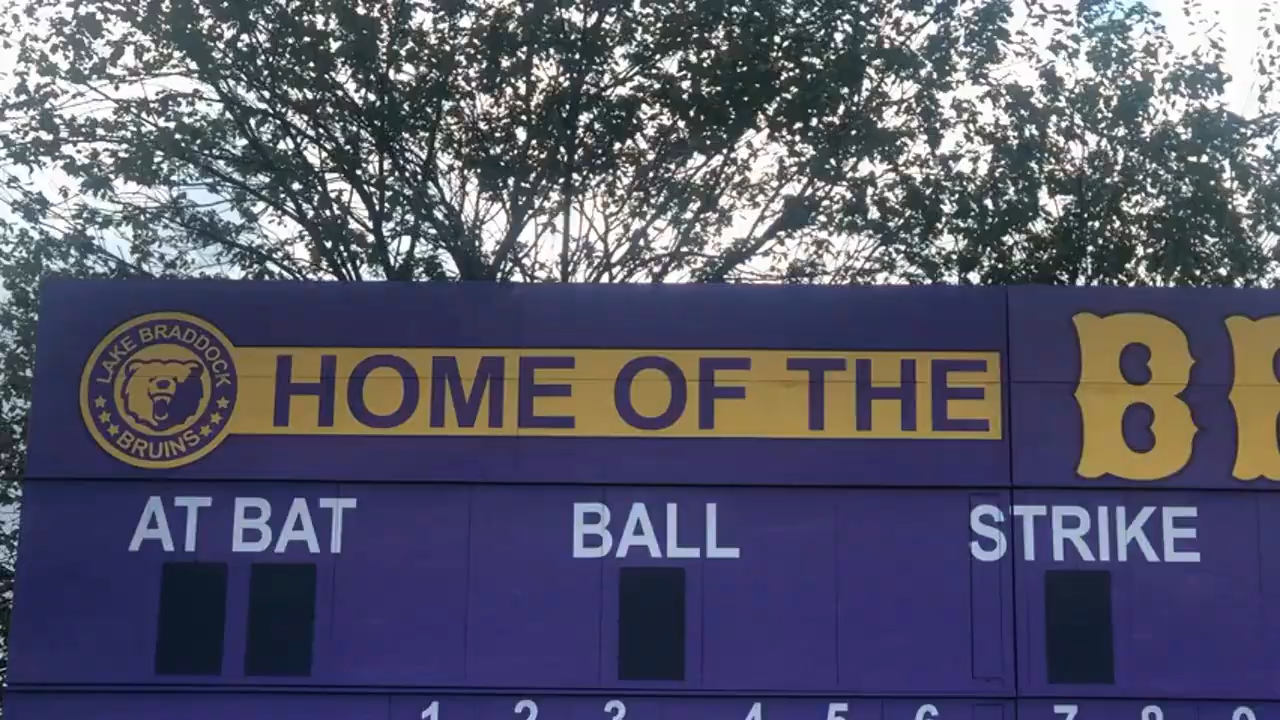 LAKE BRADDOCK
BRUINS
HOME OF THE
B
AT BAT BALL STRIKE
1 2 3 4 5 6 7 8 9